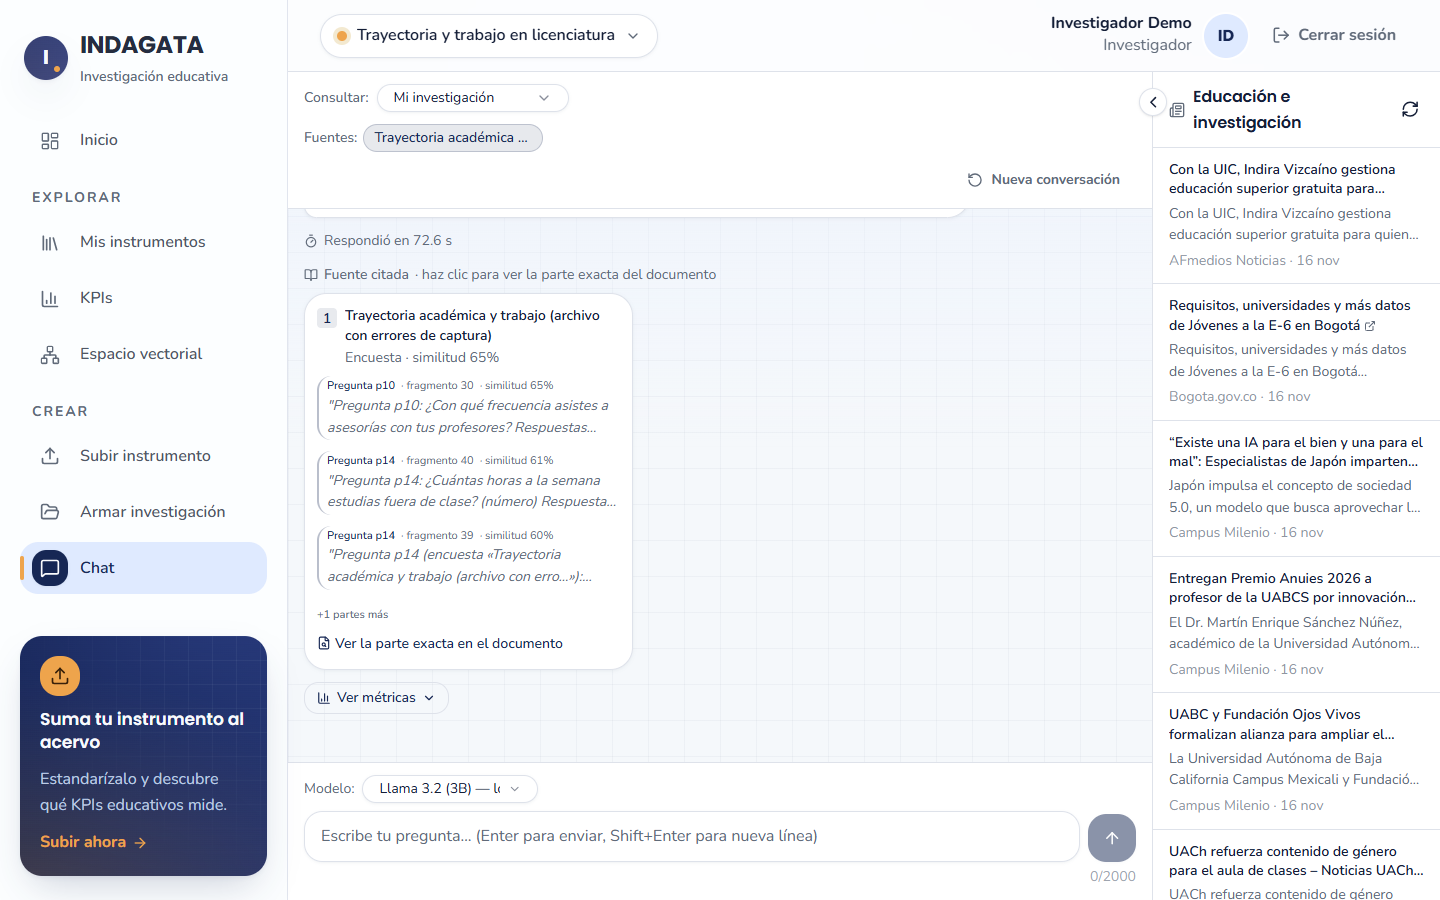 I
INDAGATA
Investigación educativa
Inicio
EXPLORAR
Mis instrumentos
KPIs
Espacio vectorial
CREAR
Subir instrumento
Armar investigación
Chat
Suma tu instrumento al
acervo
Estandarízalo y descubre
qué KPIs educativos mide.
Subir ahora →
Trayectoria y trabajo en licenciatura
Investigador Demo
Investigador
ID
Cerrar sesión
Consultar:
Mi investigación
Fuentes:
Trayectoria académica ...
Nueva conversación
Respondió en 72.6 s
Fuente citada · haz clic para ver la parte exacta del documento
1
Trayectoria académica y trabajo (archivo
con errores de captura)
Encuesta · similitud 65%
Pregunta p10 · fragmento 30 · similitud 65%
"Pregunta p10: ¿Con qué frecuencia asistes a
asesorías con tus profesores? Respuestas...
Pregunta p14 · fragmento 40 · similitud 61%
"Pregunta p14: ¿Cuántas horas a la semana
estudias fuera de clase? (número) Respuesta...
Pregunta p14 · fragmento 39 · similitud 60%
"Pregunta p14 (encuesta «Trayectoria
académica y trabajo (archivo con erro...»):...
+1 partes más
Ver la parte exacta en el documento
Ver métricas
Modelo:
Llama 3.2 (3B) — lo
Escribe tu pregunta... (Enter para enviar, Shift+Enter para nueva línea)
0/2000
Educación e
investigación
Con la UIC, Indira Vizcaíno gestiona
educación superior gratuita para...
Con la UIC, Indira Vizcaíno gestiona
educación superior gratuita para quien...
AFmedios Noticias · 16 nov
Requisitos, universidades y más datos
de Jóvenes a la E-6 en Bogotá
Requisitos, universidades y más datos
de Jóvenes a la E-6 en Bogotá...
Bogota.gov.co · 16 nov
“Existe una IA para el bien y una para el
mal”: Especialistas de Japón imparten...
Japón impulsa el concepto de sociedad
5.0, un modelo que busca aprovechar l...
Campus Milenio · 16 nov
Entregan Premio Anuies 2026 a
profesor de la UABCS por innovación...
El Dr. Martín Enrique Sánchez Núñez,
académico de la Universidad Autónom...
Campus Milenio · 16 nov
UABC y Fundación Ojos Vivos
formalizan alianza para ampliar el...
La Universidad Autónoma de Baja
California Campus Mexicali y Fundació...
Campus Milenio · 16 nov
UACh refuerza contenido de género
para el aula de clases – Noticias UACh...
UACh refuerza contenido de género